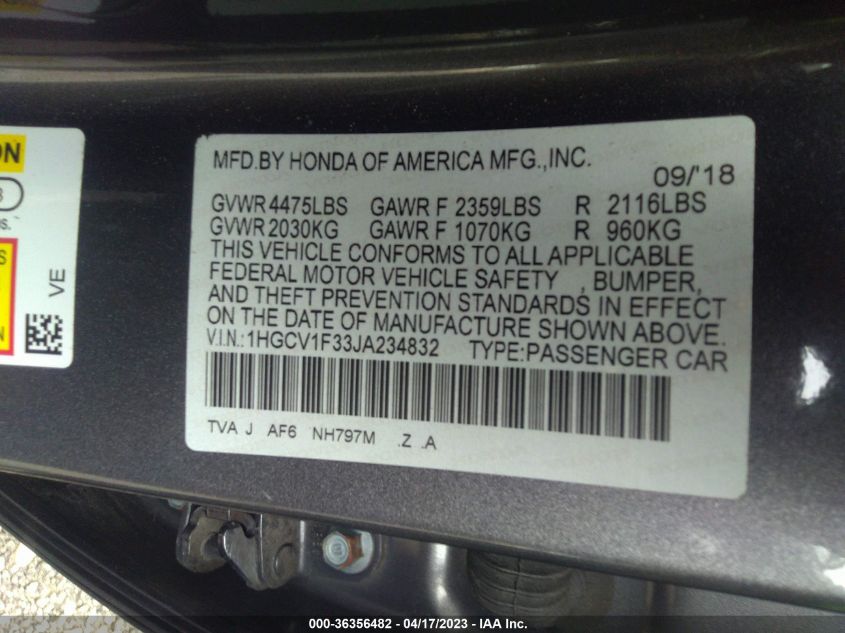 MFD.BY HONDA OF AMERICA MFG.,INC.
09/'18
GVWR 4475LBS GAWR F 2359LBS R 2116LBS
GVWR 2030KG GAWR F 1070KG R 960KG
THIS VEHICLE CONFORMS TO ALL APPLICABLE
FEDERAL MOTOR VEHICLE SAFETY , BUMPER,
AND THEFT PREVENTION STANDARDS IN EFFECT
ON THE DATE OF MANUFACTURE SHOWN ABOVE.
V.I.N.:1HGCV1F33JA234832 TYPE:PASSENGER CAR
TVA J AF6 NH797M .Z .A
VE
000-36356482 - 04/17/2023 - IAA Inc.